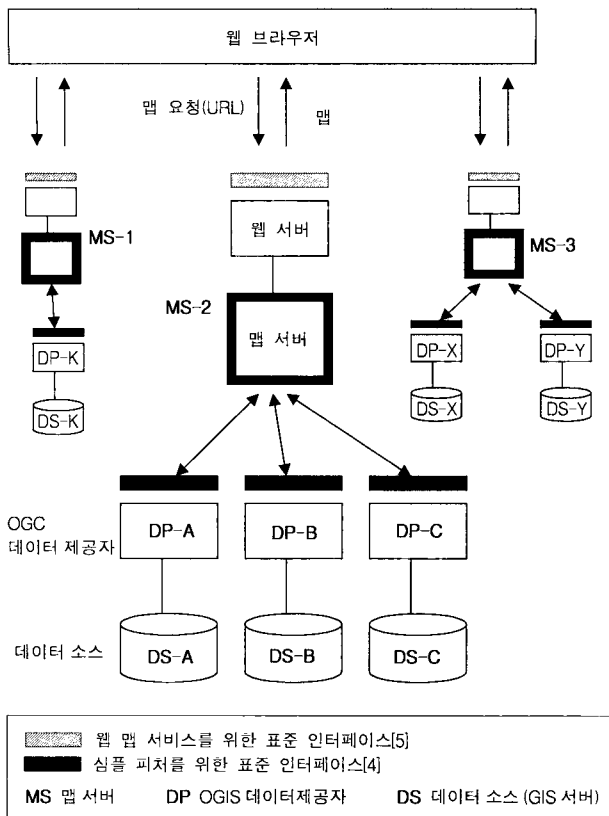 웹 브라우저
맵 요청(URL)
맵
MS-1
웹 서버
MS-3
MS-2
맵 서버
DP-K
DS-K
DP-X
DP-Y
DS-X
DS-Y
OGC
데이터 제공자
DP-A
DP-B
DP-C
데이터 소스
DS-A
DS-B
DS-C
웹 맵 서비스를 위한 표준 인터페이스[5]
심플 피처를 위한 표준 인터페이스[4]
MS 맵 서버 DP OGIS 데이터제공자 DS 데이터 소스 (GIS 서버)